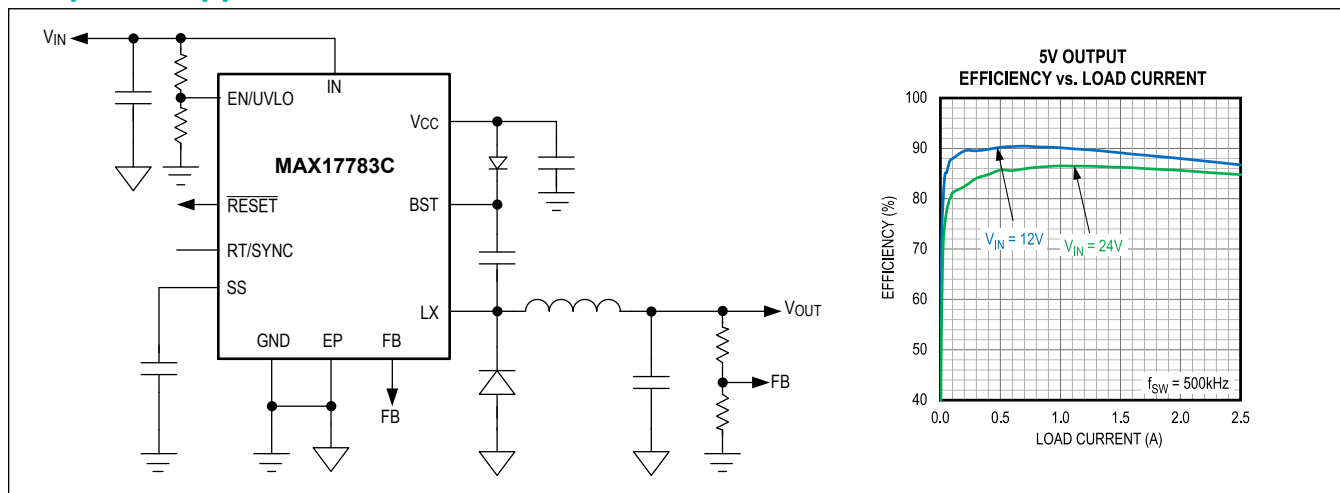 VIN
IN
EN/UVLO
VCC
MAX17783C
RESET
BST
RT/SYNC
SS
LX
VOUT
GND EP FB
FB
FB
5V OUTPUT
EFFICIENCY vs. LOAD CURRENT
100
90
80
70
60
50
40
EFFICIENCY (%)
VIN = 12V
VIN = 24V
fSW = 500kHz
0.0 0.5 1.0 1.5 2.0 2.5
LOAD CURRENT (A)